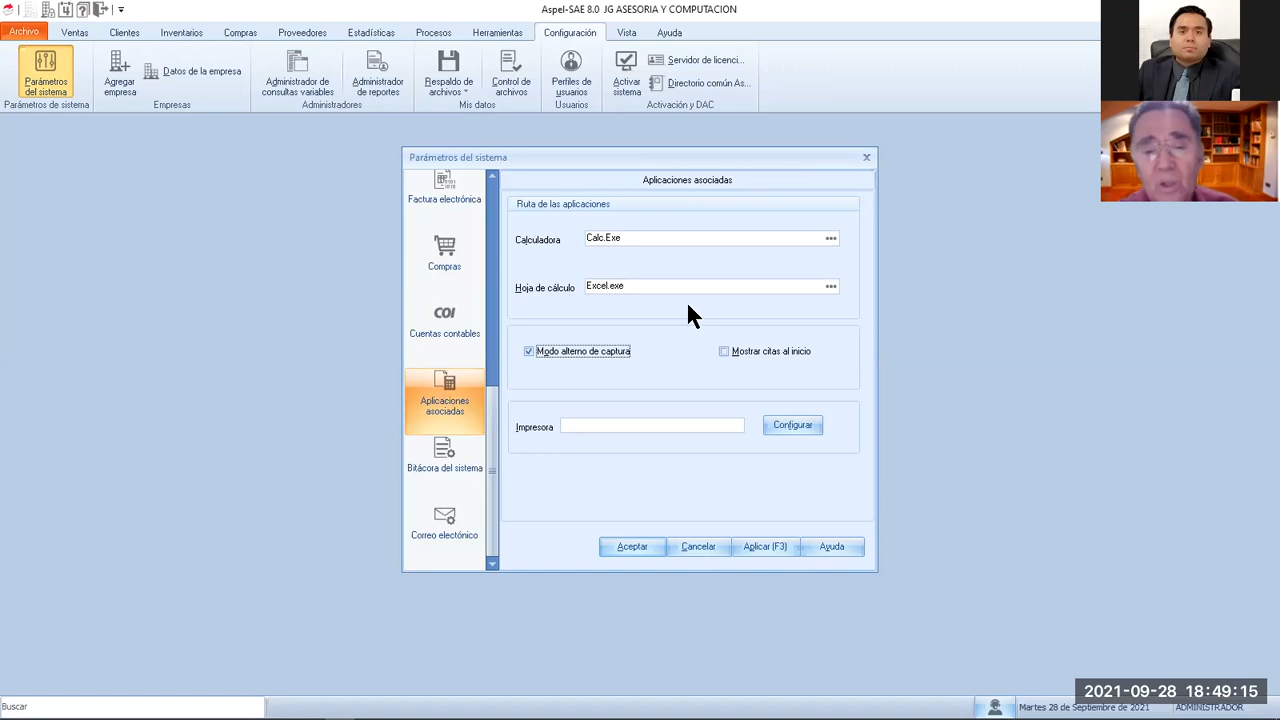 Aspel-SAE 8.0 JG ASESORIA Y COMPUTACION
Archivo Ventas Clientes Inventarios Compras Proveedores Estadísticas Procesos Herramientas Configuración Vista Ayuda
Parámetros del sistema
Agregar empresa
Datos de la empresa
Administrador de consultas variables
Administrador de reportes
Respaldo de archivos
Control de archivos
Perfiles de usuarios
Activar sistema
Servidor de licenci...
Directorio común As...
Parámetros de sistema
Empresas
Administradores
Mis datos
Usuarios
Activación y DAC
Parámetros del sistema
Factura electrónica
Compras
COI
Cuentas contables
Aplicaciones asociadas
Bitácora del sistema
Correo electrónico
Aplicaciones asociadas
Ruta de las aplicaciones
Calculadora Calc.Exe
Hoja de cálculo Excel.exe
Modo alterno de captura
Mostrar citas al inicio
Impresora
Configurar
Aceptar Cancelar Aplicar (F3) Ayuda
2021-09-28 18:49:15
Buscar
Martes 28 de Septiembre de 2021
ADMINISTRADOR